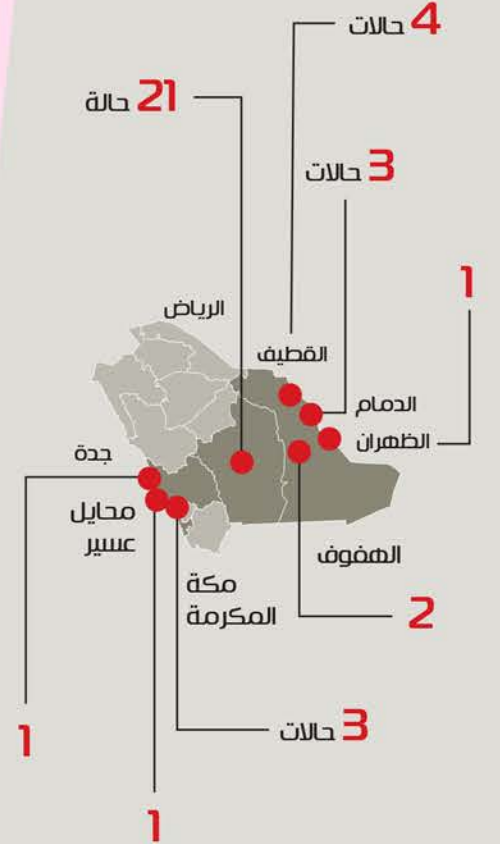 4 حالات
21 حالة
3 حالات
1
الرياض
القطيف
الدمام
الظهران
جدة
محايل
عسير
الهفوف
مكة
المكرمة
2
3 حالات
1
1